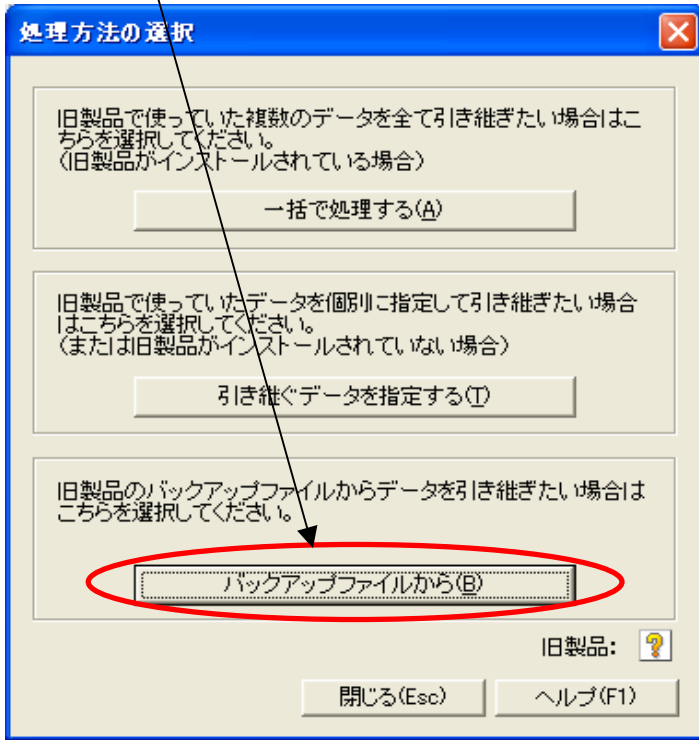 処理方法の選択
旧製品で使っていた複数のデータを全て引き継ぎたい場合はこ
ちらを選択してください。
(旧製品がインストールされている場合)
一括で処理する(A)
旧製品で使っていたデータを個別に指定して引き継ぎたい場合
はこちらを選択してください。
(または旧製品がインストールされていない場合)
引き継ぐデータを指定する(T)
旧製品のバックアップファイルからデータを引き継ぎたい場合は
こちらを選択してください。
バックアップファイルから(B)
旧製品: ?
閉じる(Esc) ヘルプ(F1)